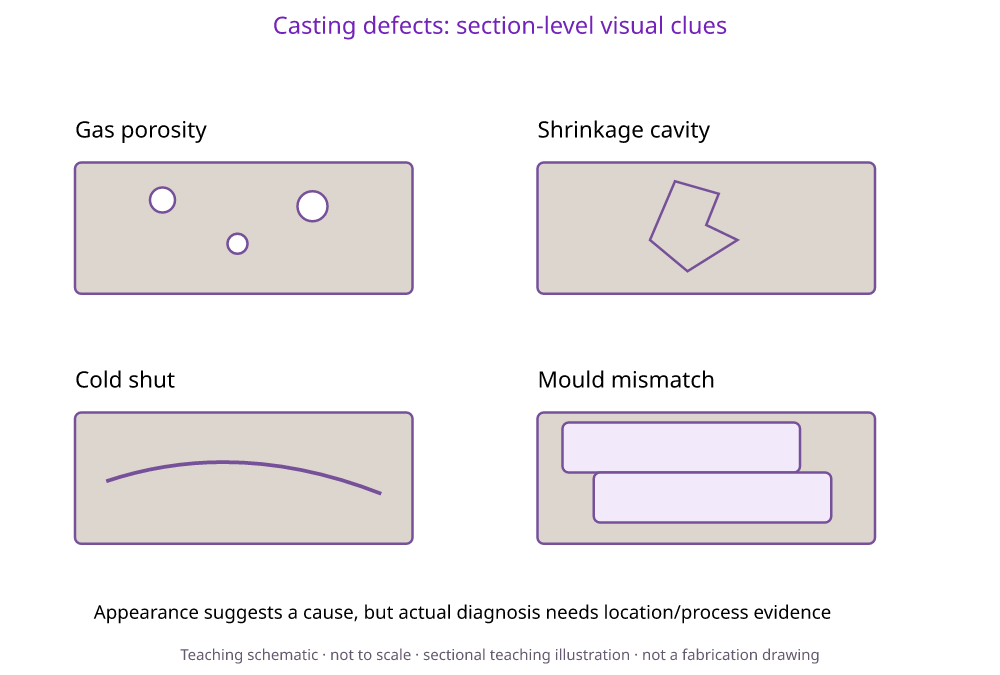 Casting defects: section-level visual clues
Gas porosity
Shrinkage cavity
Cold shut
Mould mismatch
Appearance suggests a cause, but actual diagnosis needs location/process evidence
Teaching schematic · not to scale · sectional teaching illustration · not a fabrication drawing